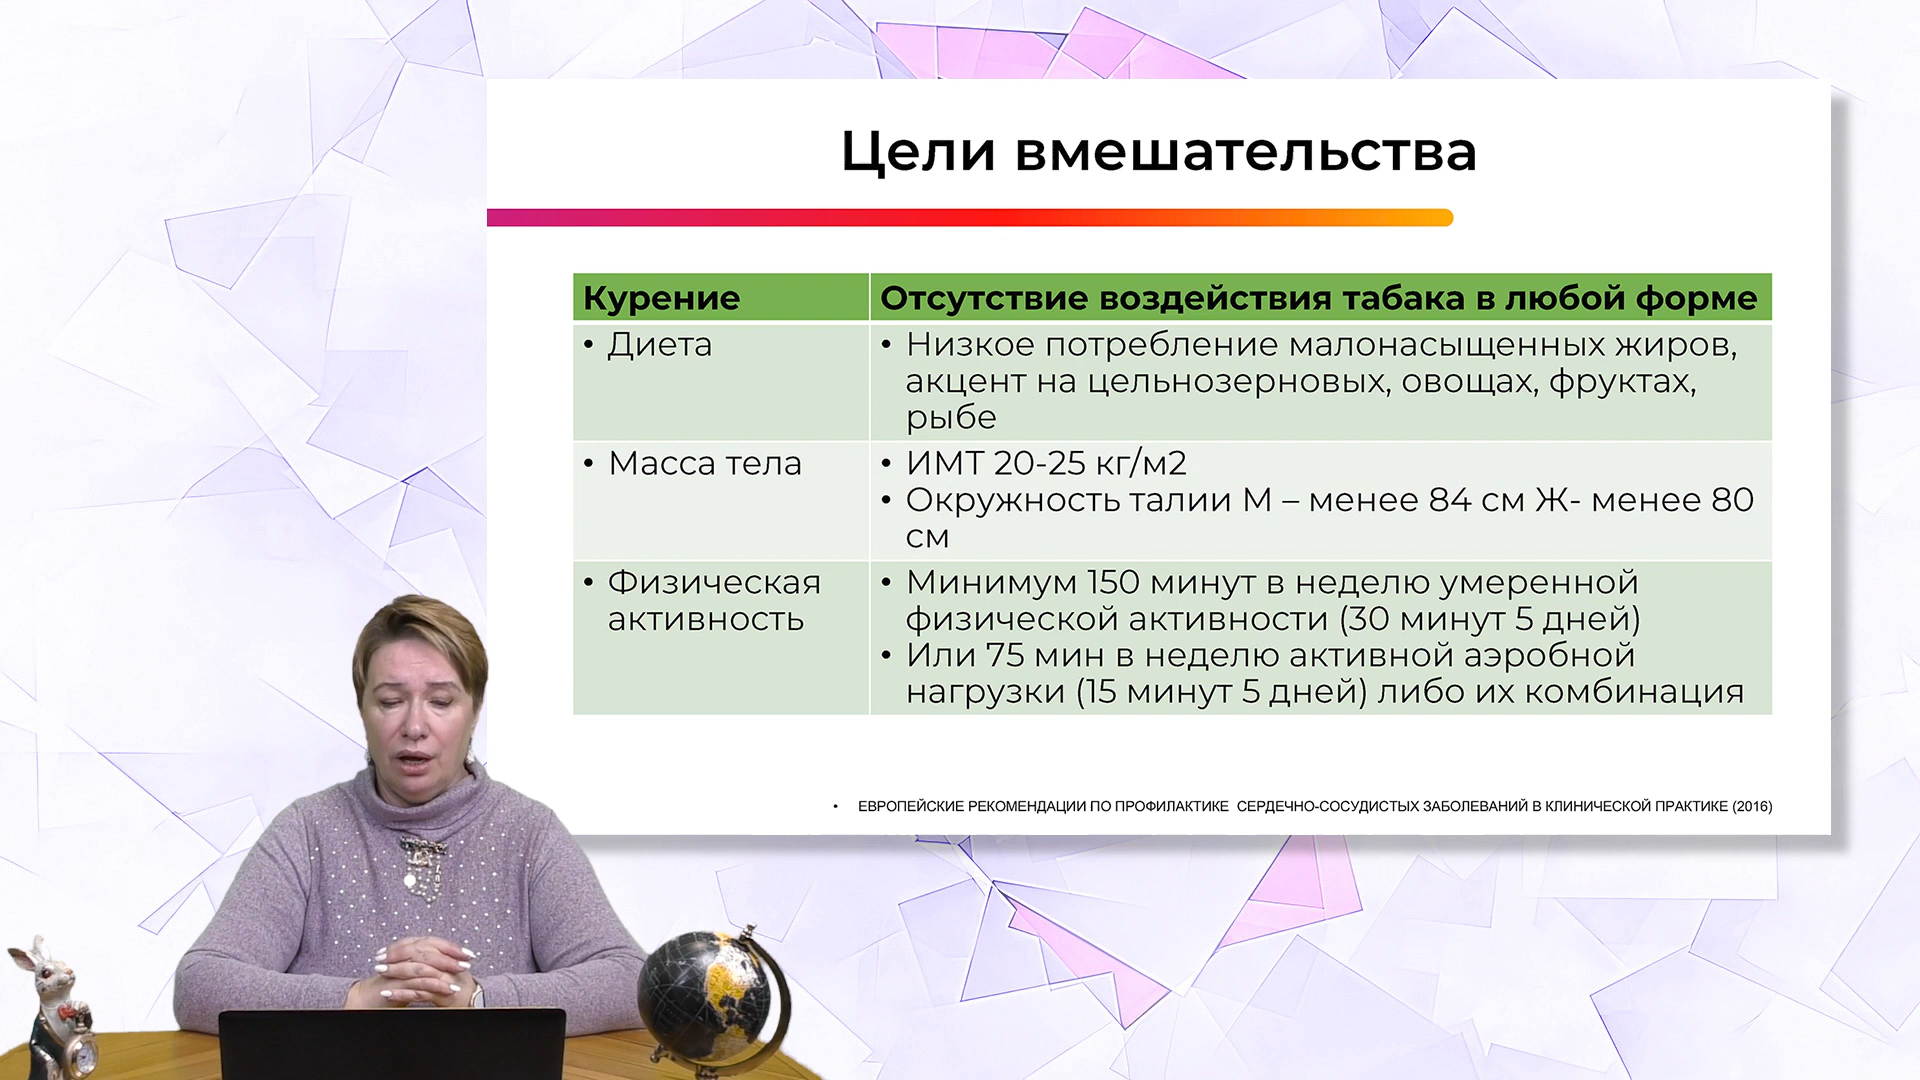 Цели вмешательства
Курение
Отсутствие воздействия табака в любой форме
• Диета
• Низкое потребление малонасыщенных жиров,
акцент на цельнозерновых, овощах, фруктах,
рыбе
• Масса тела
• ИМТ 20-25 кг/м2
• Окружность талии М – менее 84 см Ж- менее 80
см
• Физическая
активность
• Минимум 150 минут в неделю умеренной
физической активности (30 минут 5 дней)
• Или 75 мин в неделю активной аэробной
нагрузки (15 минут 5 дней) либо их комбинация
• ЕВРОПЕЙСКИЕ РЕКОМЕНДАЦИИ ПО ПРОФИЛАКТИКЕ СЕРДЕЧНО-СОСУДИСТЫХ ЗАБОЛЕВАНИЙ В КЛИНИЧЕСКОЙ ПРАКТИКЕ (2016)